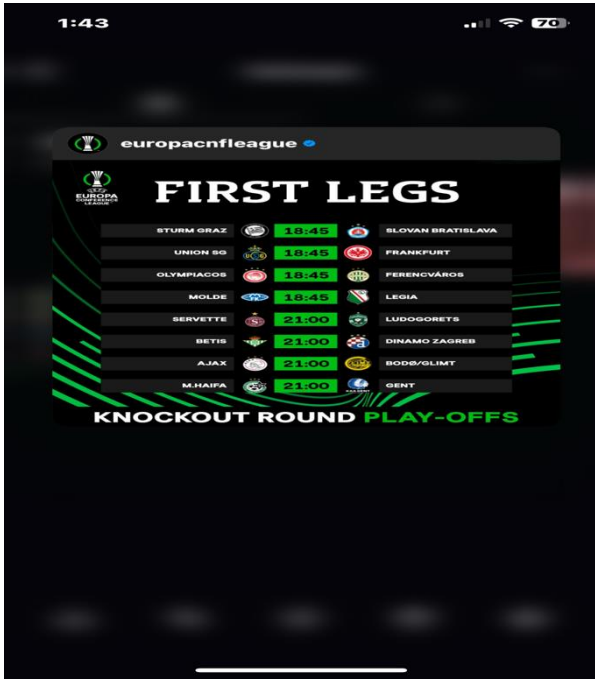 1:43
70
europacnfleague
EUROPA
CONFERENCE
LEAGUE
FIRST LEGS
STURM GRAZ 18:45 SLOVAN BRATISLAVA
UNION SG 18:45 FRANKFURT
OLYMPIACOS 18:45 FERENCVÁROS
MOLDE 18:45 LEGIA
SERVETTE 21:00 LUDOGORETS
BETIS 21:00 DINAMO ZAGREB
AJAX 21:00 BODØ/GLIMT
M.HAIFA 21:00 GENT
KNOCKOUT ROUND PLAY-OFFS